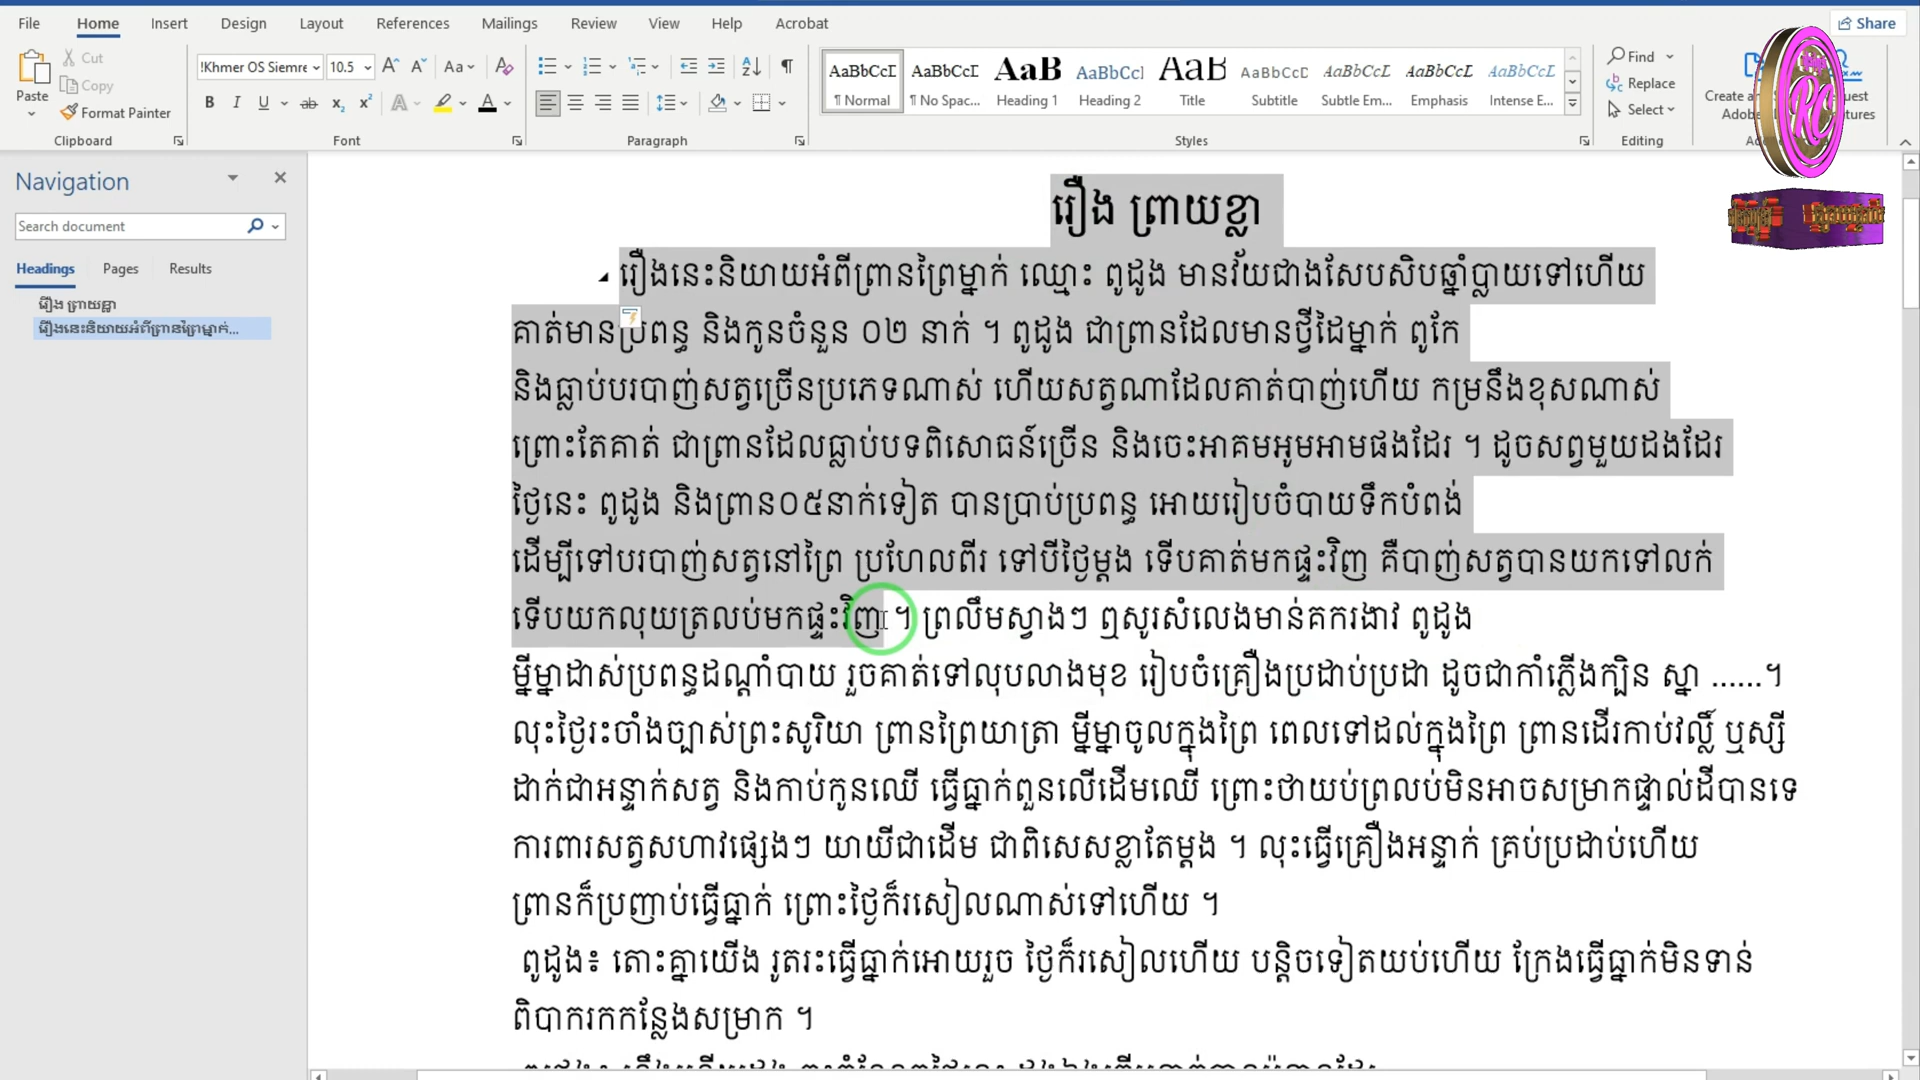 File Home Insert Design Layout References Mailings Review View Help Acrobat Share
Paste Cut Copy Format Painter
!Khmer OS Siemre 10.5
AaBbCcD AaBbCcD AaB AaBbCcI AaB AaBbCcD AaBbCcD AaBbCcD AaBbCcD
¶ Normal ¶ No Spac... Heading 1 Heading 2 Title Subtitle Subtle Em... Emphasis Intense E...
Find Replace Select
Clipboard Font Paragraph Styles Editing
Navigation
Search document
Headings Pages Results
រឿង ព្រាយខ្លា
រឿងនេះនិយាយអំពីព្រានព្រៃម្នាក់...
រឿង ព្រាយខ្លា
រឿងនេះនិយាយអំពីព្រានព្រៃម្នាក់ ឈ្មោះ ពូដូង មានវ័យជាងសែបសិបឆ្នាំប្លាយទៅហើយ
គាត់មានប្រពន្ធ និងកូនចំនួន ០២ នាក់ ។ ពូដូង ជាព្រានដែលមានថ្វីដៃម្នាក់ ពូកែ
និងធ្លាប់បរបាញ់សត្វច្រើនប្រភេទណាស់ ហើយសត្វណាដែលគាត់បាញ់ហើយ កម្រនឹងខុសណាស់
ព្រោះតែគាត់ ជាព្រានដែលធ្លាប់បទពិសោធន៍ច្រើន និងចេះអាគមអូមអាមផងដែរ ។ ដូចសព្វមួយដងដែរ
ថ្ងៃនេះ ពូដូង និងព្រាន០៥នាក់ទៀត បានប្រាប់ប្រពន្ធ អោយរៀបចំបាយទឹកបំពង់
ដើម្បីទៅបរបាញ់សត្វនៅព្រៃ ប្រហែលពីរ ទៅបីថ្ងៃម្ដង ទើបគាត់មកផ្ទះវិញ គឺបាញ់សត្វបានយកទៅលក់
ទើបយកលុយត្រលប់មកផ្ទះវិញ ។ ព្រលឹមស្វាងៗ ឮសូរសំលេងមាន់គករងាវ ពូដូង
ម្នីម្នាដាស់ប្រពន្ធដណ្ដាំបាយ រួចគាត់ទៅលុបលាងមុខ រៀបចំគ្រឿងប្រដាប់ប្រដា ដូចជាកាំភ្លើងក្បិន ស្នា ......។
លុះថ្ងៃរះចាំងច្បាស់ព្រះសូរិយា ព្រានព្រៃយាត្រា ម្នីម្នាចូលក្នុងព្រៃ ពេលទៅដល់ក្នុងព្រៃ ព្រានដើរកាប់វល្លិ៍ ឬស្សី
ដាក់ជាអន្ទាក់សត្វ និងកាប់កូនឈើ ធ្វើធ្នាក់ពួនលើដើមឈើ ព្រោះថាយប់ព្រលប់មិនអាចសម្រាកផ្ទាល់ដីបានទេ
ការពារសត្វសហាវផ្សេងៗ យាយីជាដើម ជាពិសេសខ្លាតែម្ដង ។ លុះធ្វើគ្រឿងអន្ទាក់ គ្រប់ប្រដាប់ហើយ
ព្រានក៏ប្រញាប់ធ្វើធ្នាក់ ព្រោះថ្ងៃក៏រសៀលណាស់ទៅហើយ ។
ពូដូង៖ តោះគ្នាយើង រូតរះធ្វើធ្នាក់អោយរួច ថ្ងៃក៏រសៀលហើយ បន្តិចទៀតយប់ហើយ ក្រែងធ្វើធ្នាក់មិនទាន់
ពិបាករកកន្លែងសម្រាក ។